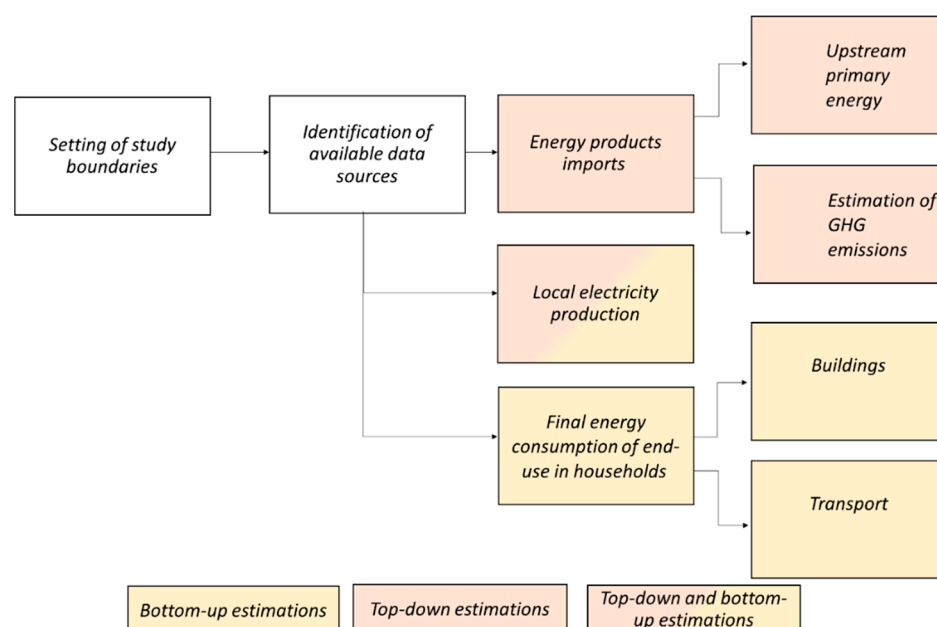 Setting of study
boundaries
Identification of
available data
sources
Energy products
imports
Upstream
primary
energy
Estimation of
GHG
emissions
Local electricity
production
Final energy
consumption of end-
use in households
Buildings
Transport
Bottom-up estimations
Top-down estimations
Top-down and bottom-
up estimations